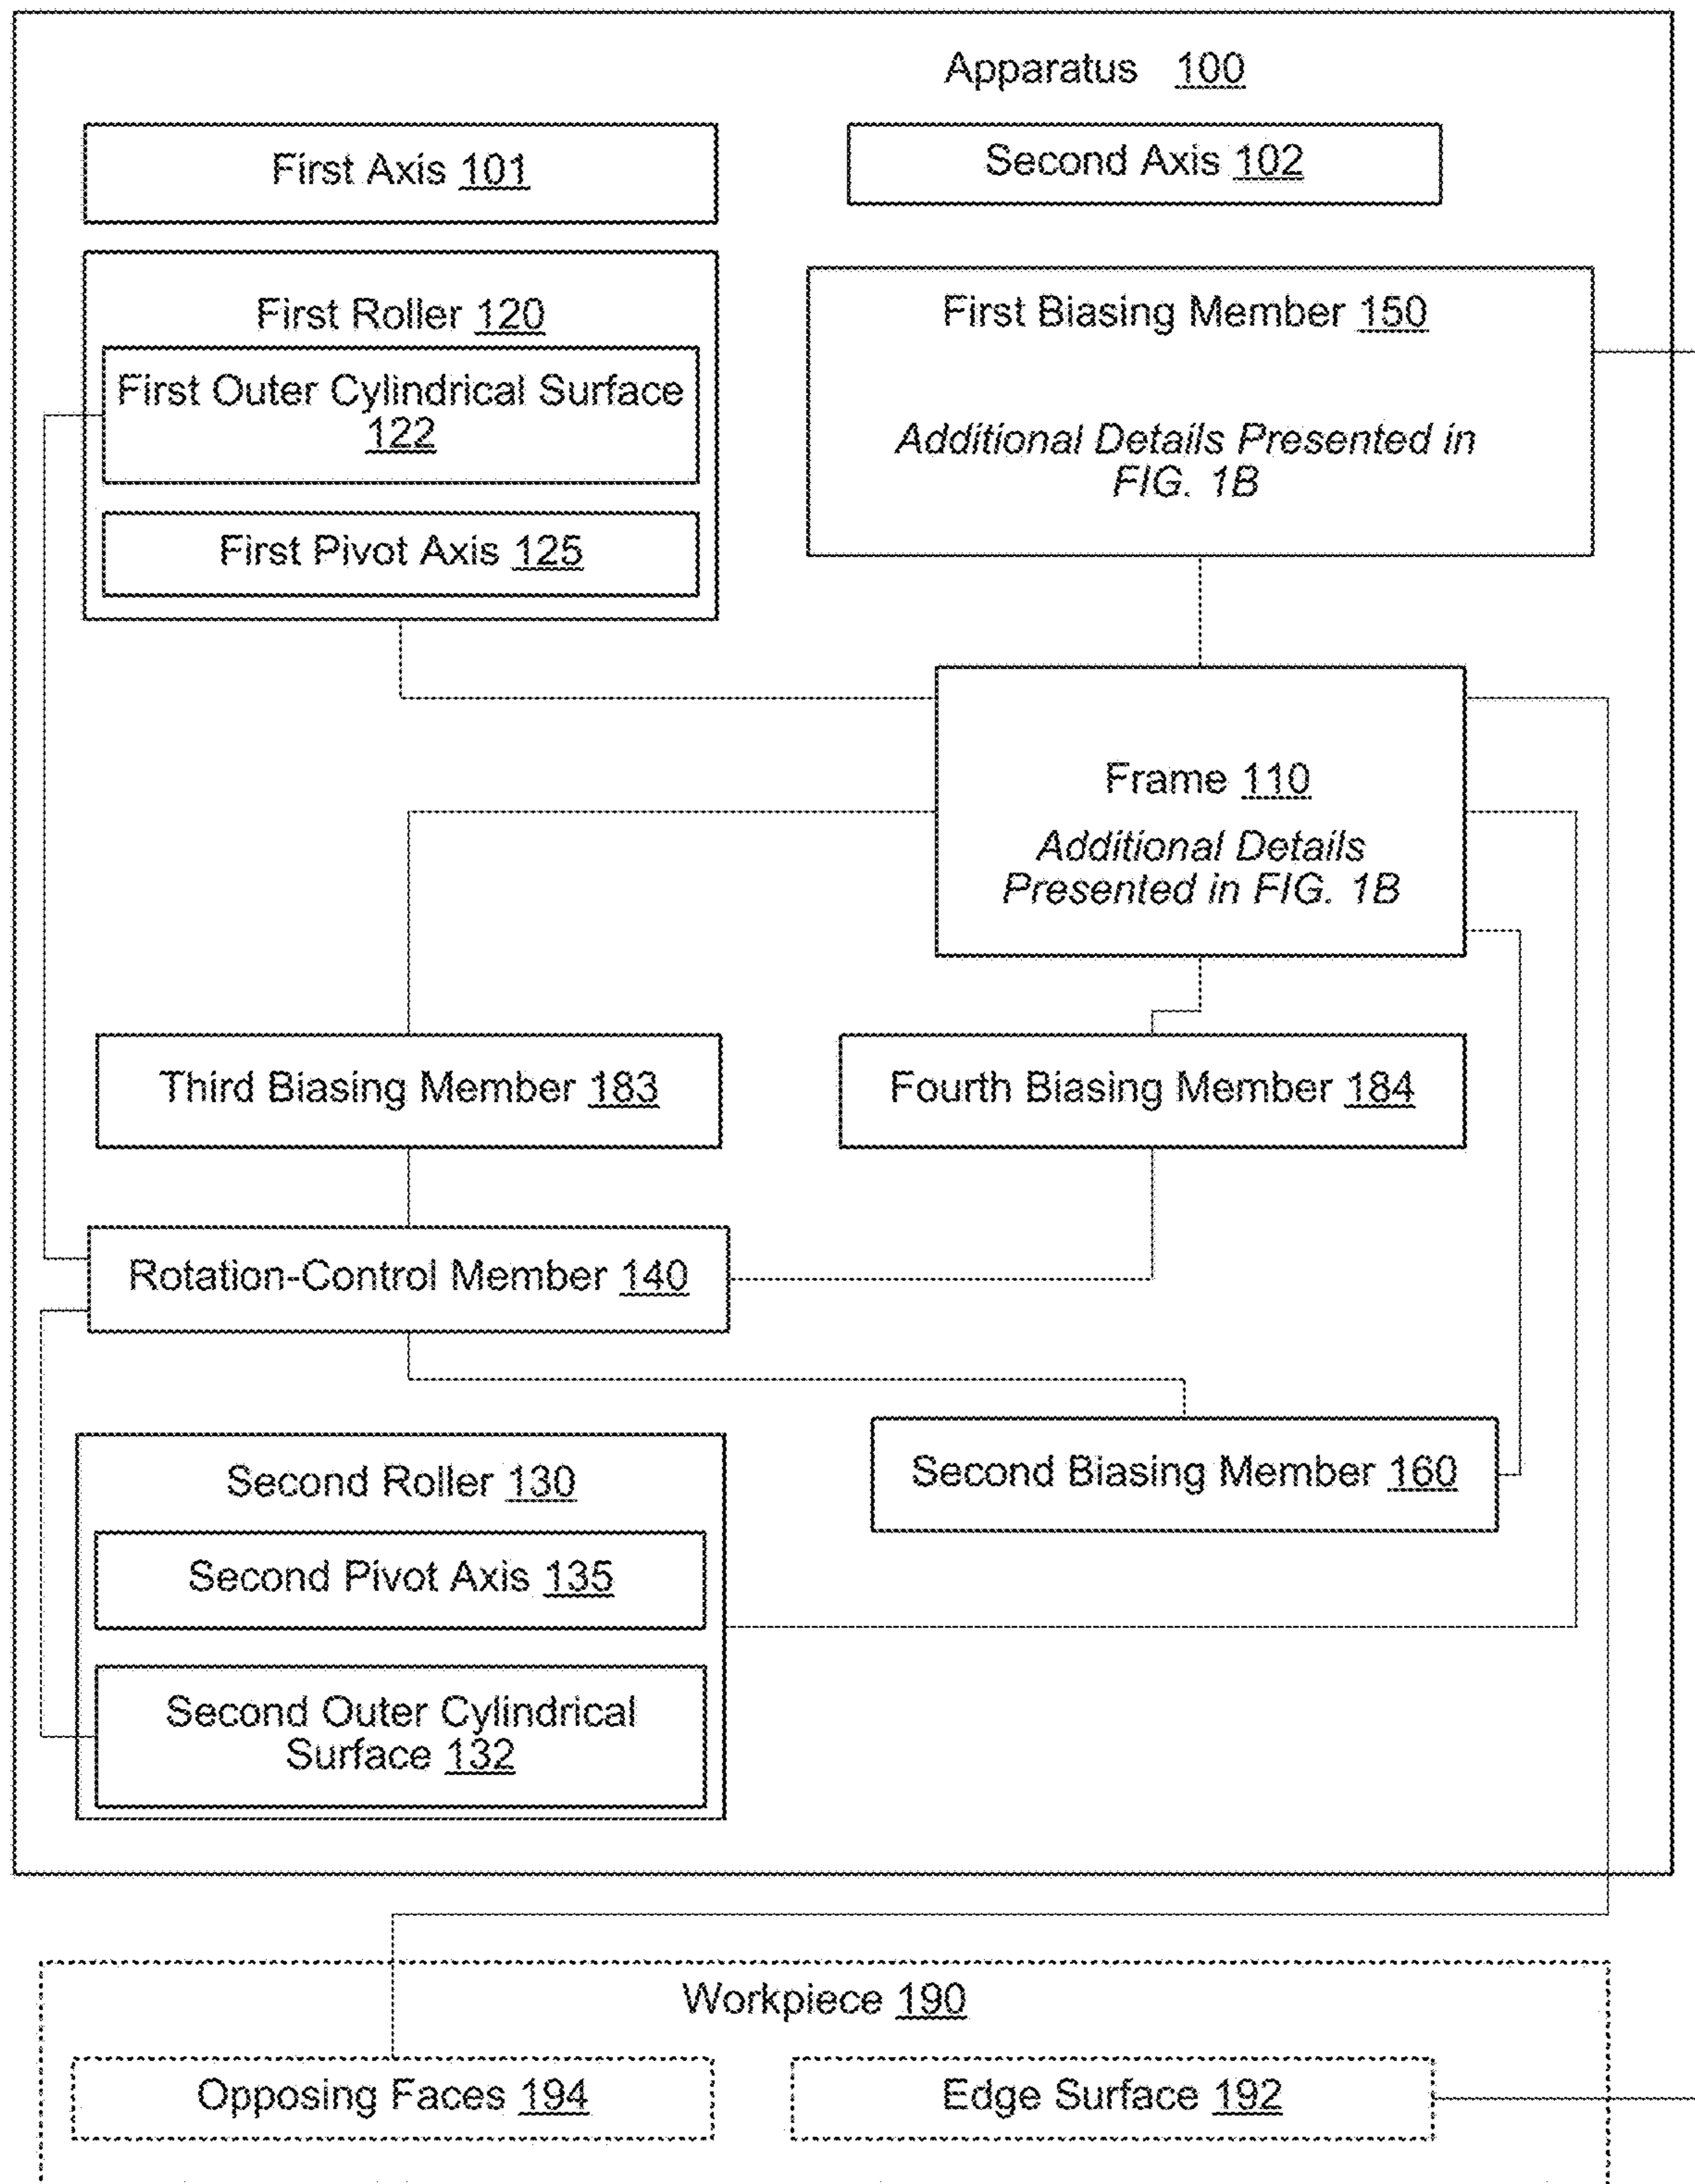 Apparatus 100
First Axis 101
Second Axis 102
First Roller 120
First Outer Cylindrical Surface
122
First Pivot Axis 125
First Biasing Member 150
Additional Details Presented in
FIG. 1B
Frame 110
Additional Details
Presented in FIG. 1B
Third Biasing Member 183
Fourth Biasing Member 184
Rotation-Control Member 140
Second Biasing Member 160
Second Roller 130
Second Pivot Axis 135
Second Outer Cylindrical
Surface 132
Workpiece 190
Opposing Faces 194
Edge Surface 192